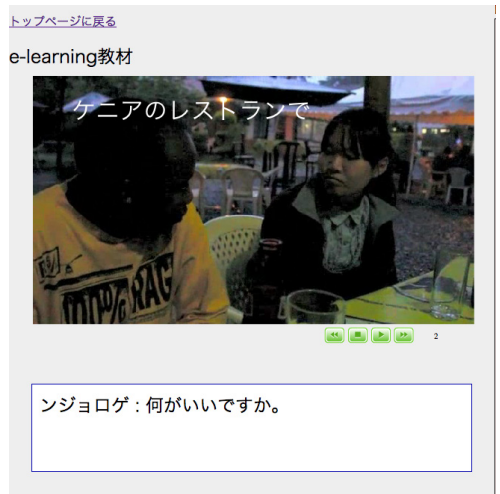 トップページに戻る
e-learning教材
ケニアのレストランで
2
ンジョロゲ：何がいいですか。